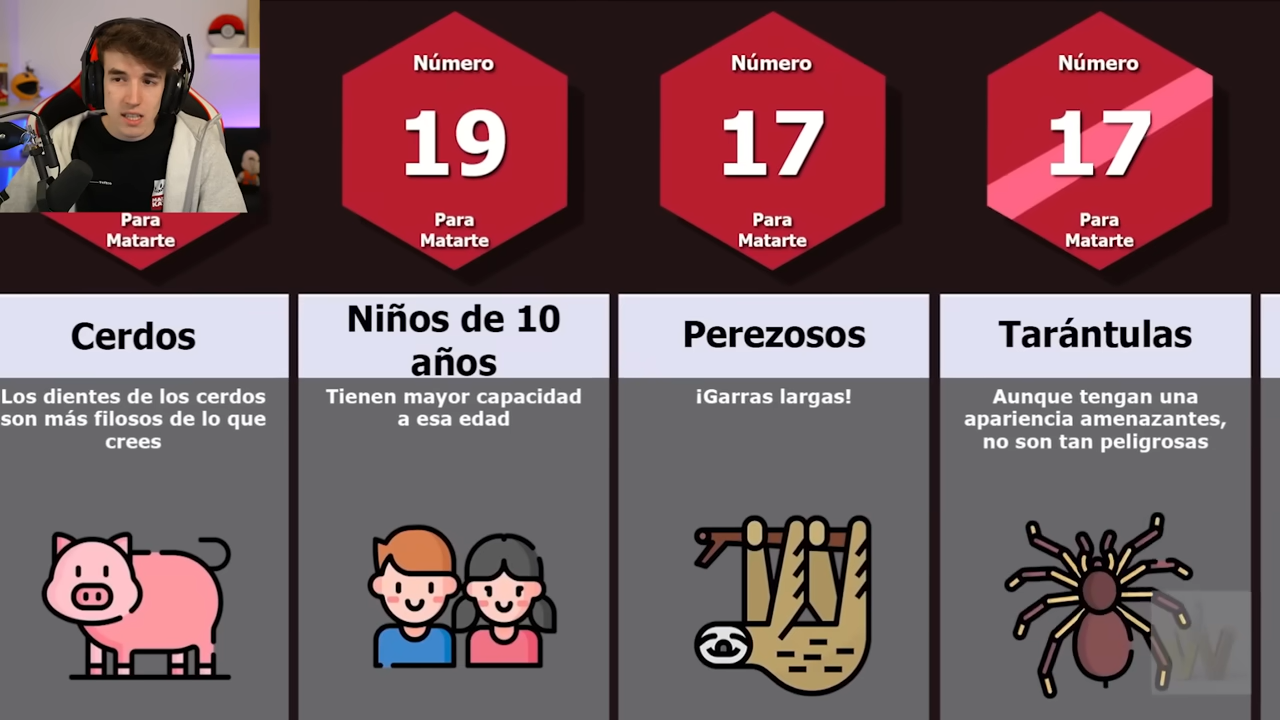 Para
Matarte
Cerdos
Los dientes de los cerdos
son más filosos de lo que
crees
Número
19
Para
Matarte
Niños de 10
años
Tienen mayor capacidad
a esa edad
Número
17
Para
Matarte
Perezosos
¡Garras largas!
Número
17
Para
Matarte
Tarántulas
Aunque tengan una
apariencia amenazantes,
no son tan peligrosas
W